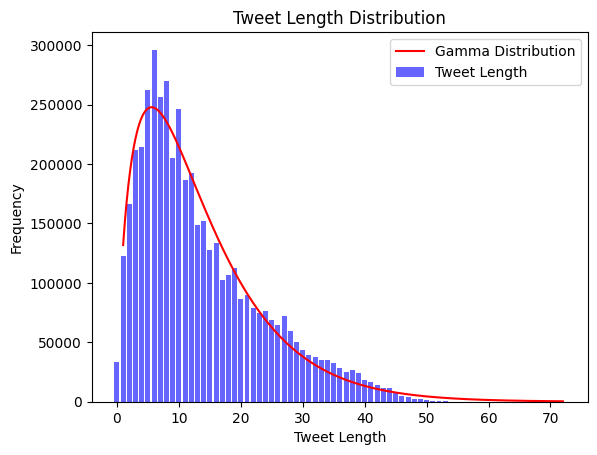 Tweet Length Distribution
Gamma Distribution
Tweet Length
Frequency
300000
250000
200000
150000
100000
50000
0
0 10 20 30 40 50 60 70
Tweet Length